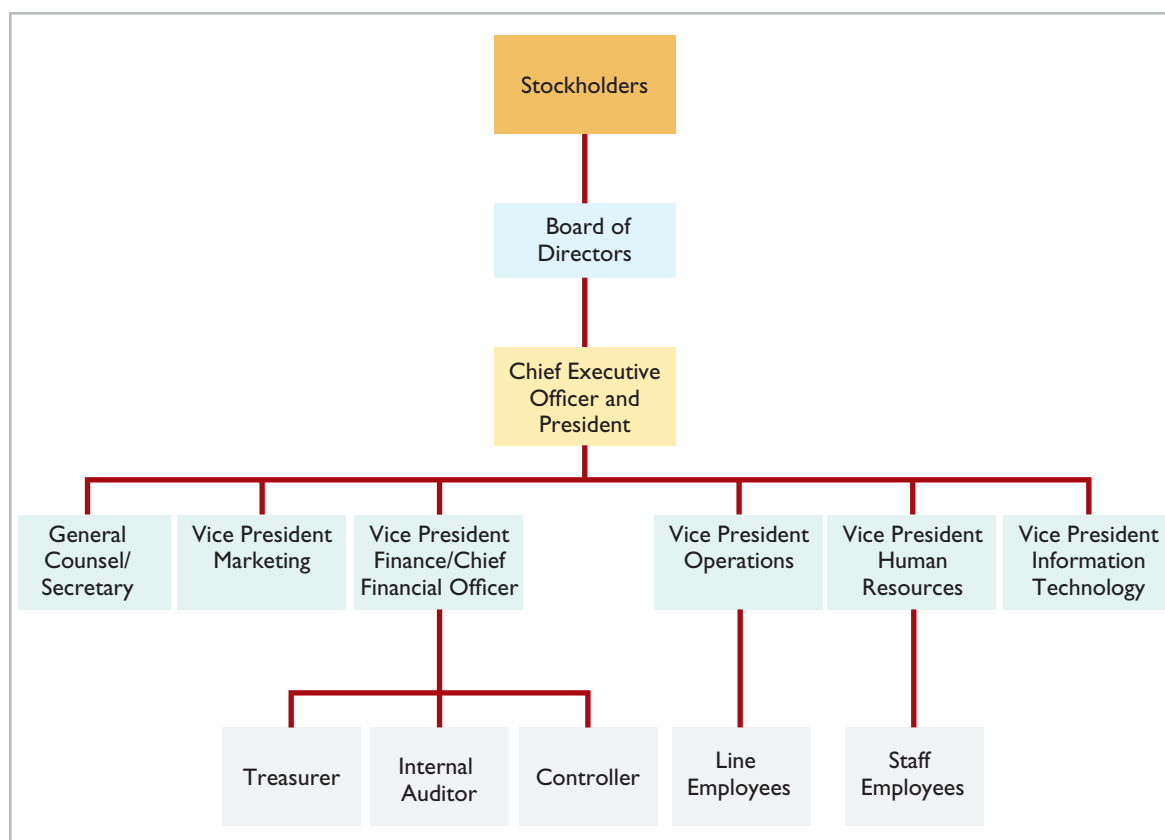 Stockholders
Board of
Directors
Chief Executive
Officer and
President
General
Counsel/
Secretary
Vice President
Marketing
Vice President
Finance/Chief
Financial Officer
Vice President
Operations
Vice President
Human
Resources
Vice President
Information
Technology
Treasurer
Internal
Auditor
Controller
Line
Employees
Staff
Employees